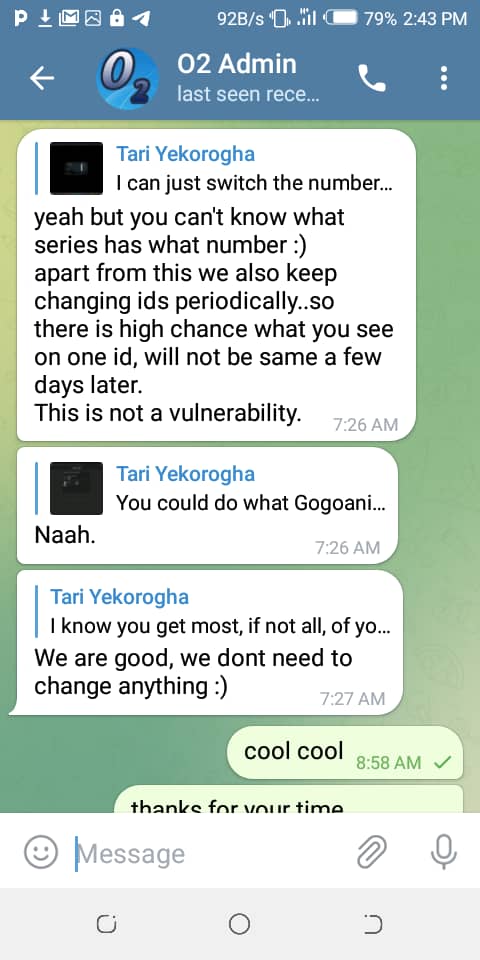 92B/s 79% 2:43 PM
O2 Admin
last seen rece...
Tari Yekorogha
I can just switch the number...
yeah but you can't know what
series has what number :)
apart from this we also keep
changing ids periodically..so
there is high chance what you see
on one id, will not be same a few
days later.
This is not a vulnerability.
7:26 AM
Tari Yekorogha
You could do what Gogoani...
Naah.
7:26 AM
Tari Yekorogha
I know you get most, if not all, of yo...
We are good, we dont need to
change anything :)
7:27 AM
cool cool
8:58 AM
thanks for your time
Message